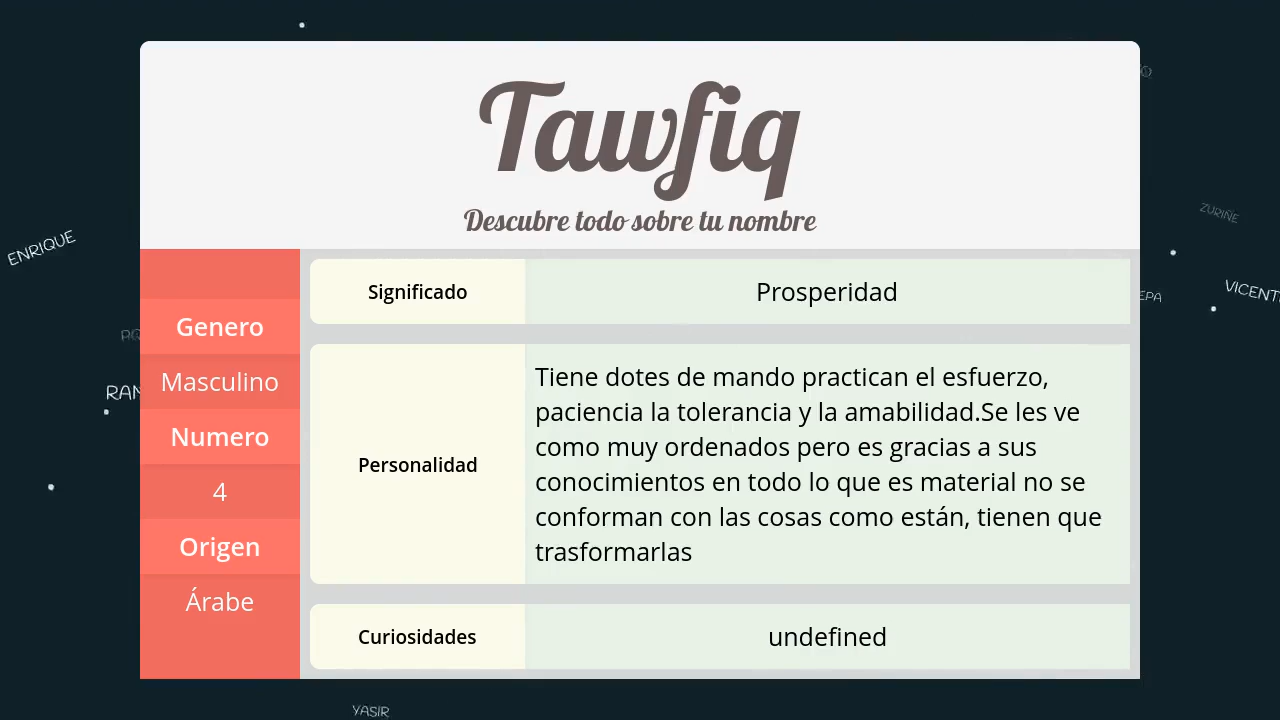 Tawfiq
Descubre todo sobre tu nombre
ENRIQUE
ZURIÑE
VICENT
EPA
RAN
Genero
Masculino
Numero
4
Origen
Árabe
Significado
Prosperidad
Personalidad
Tiene dotes de mando practican el esfuerzo,
paciencia la tolerancia y la amabilidad.Se les ve
como muy ordenados pero es gracias a sus
conocimientos en todo lo que es material no se
conforman con las cosas como están, tienen que
trasformarlas
Curiosidades
undefined
YASIR